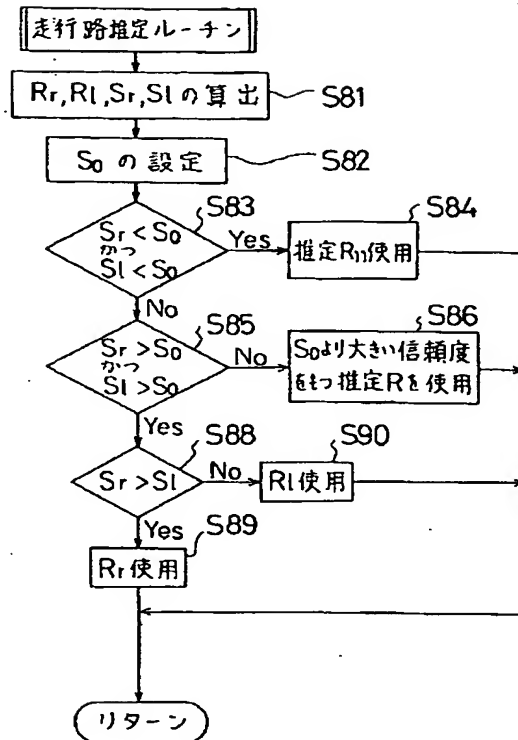 走行路推定ルーチン
Rr,Rl,Sr,Slの算出
S81
S0の設定
S82
S83
Sr<S0
かつ
Sl<S0
Yes
S84
推定Rn使用
No
S85
Sr>S0
かつ
Sl>S0
No
S86
S0より大きい信頼度
をもつ推定Rを使用
Yes
S88
Sr>Sl
No
S90
Rl使用
Yes
S89
Rr使用
リターン